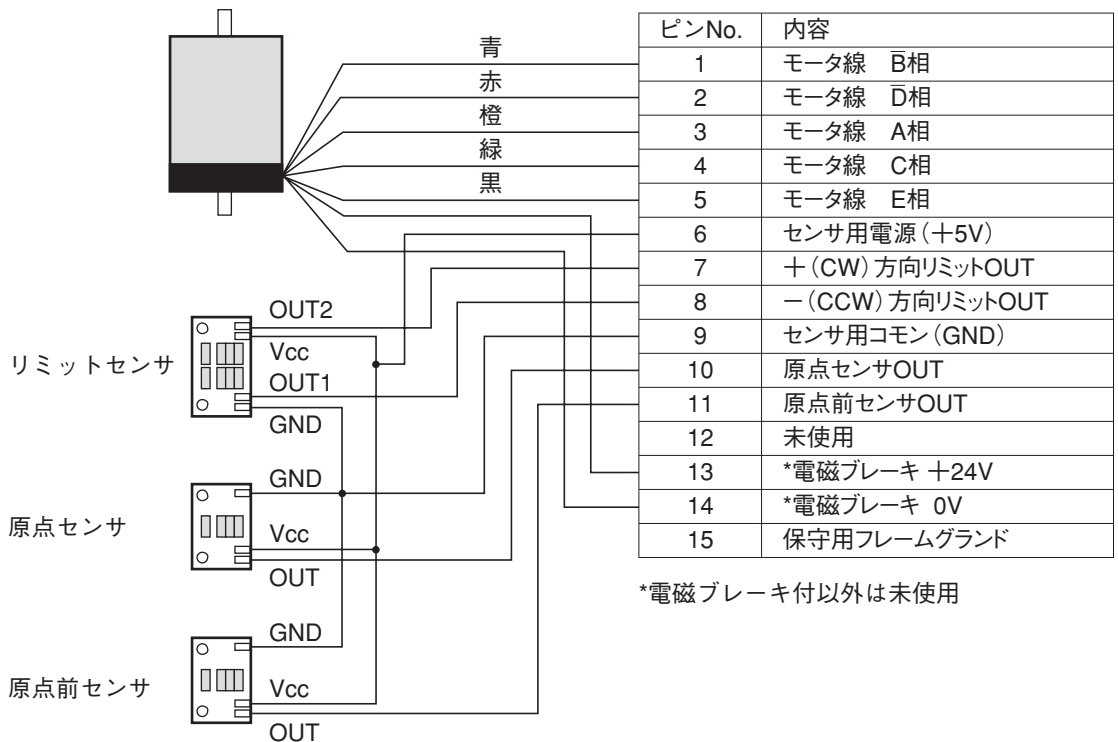 青
赤
橙
緑
黒
リミットセンサ
OUT2
Vcc
OUT1
GND
原点センサ
GND
Vcc
OUT
原点前センサ
GND
Vcc
OUT
ピンNo. 内容
1 モータ線 B̅相
2 モータ線 D̅相
3 モータ線 A相
4 モータ線 C相
5 モータ線 E相
6 センサ用電源(+5V)
7 +(CW)方向リミットOUT
8 −(CCW)方向リミットOUT
9 センサ用コモン(GND)
10 原点センサOUT
11 原点前センサOUT
12 未使用
13 *電磁ブレーキ +24V
14 *電磁ブレーキ 0V
15 保守用フレームグランド
*電磁ブレーキ付以外は未使用